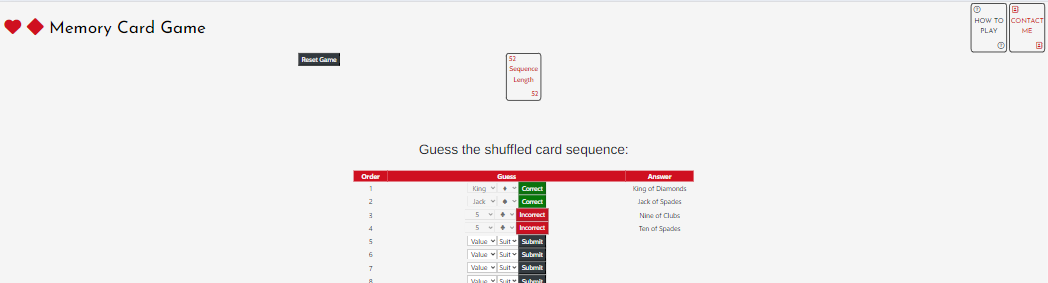 Memory Card Game
HOW TO
PLAY
CONTACT
ME
Reset Game
52
Sequence
Length
52
Guess the shuffled card sequence:
Order Guess Answer
1 King Correct King of Diamonds
2 Jack Correct Jack of Spades
3 5 Incorrect Nine of Clubs
4 5 Incorrect Ten of Spades
5 Value Suit Submit
6 Value Suit Submit
7 Value Suit Submit
8 Value Suit Submit